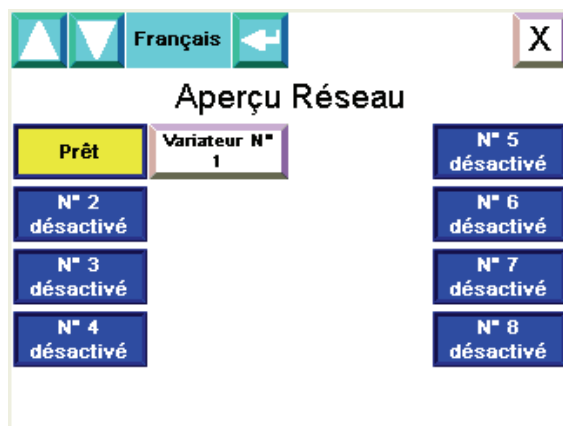 Français
X
Aperçu Réseau
Prêt
Variateur N°
1
N° 5
désactivé
N° 2
désactivé
N° 6
désactivé
N° 3
désactivé
N° 7
désactivé
N° 4
désactivé
N° 8
désactivé